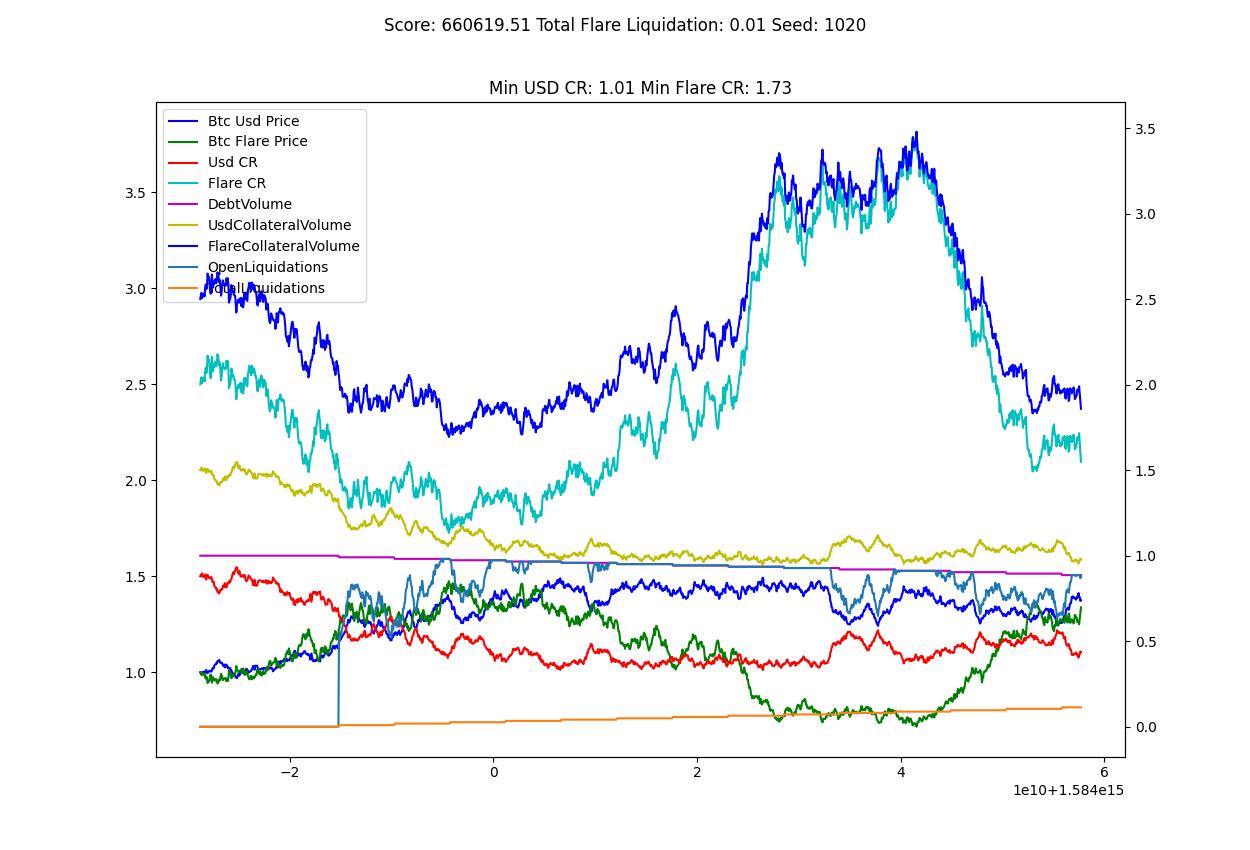 Score: 660619.51 Total Flare Liquidation: 0.01 Seed: 1020
Min USD CR: 1.01 Min Flare CR: 1.73
Btc Usd Price
Btc Flare Price
Usd CR
Flare CR
DebtVolume
UsdCollateralVolume
FlareCollateralVolume
OpenLiquidations
TotalLiquidations
3.5
3.0
2.5
2.0
1.5
1.0
3.5
3.0
2.5
2.0
1.5
1.0
0.5
0.0
−2
0
2
4
6
1e10+1.584e15